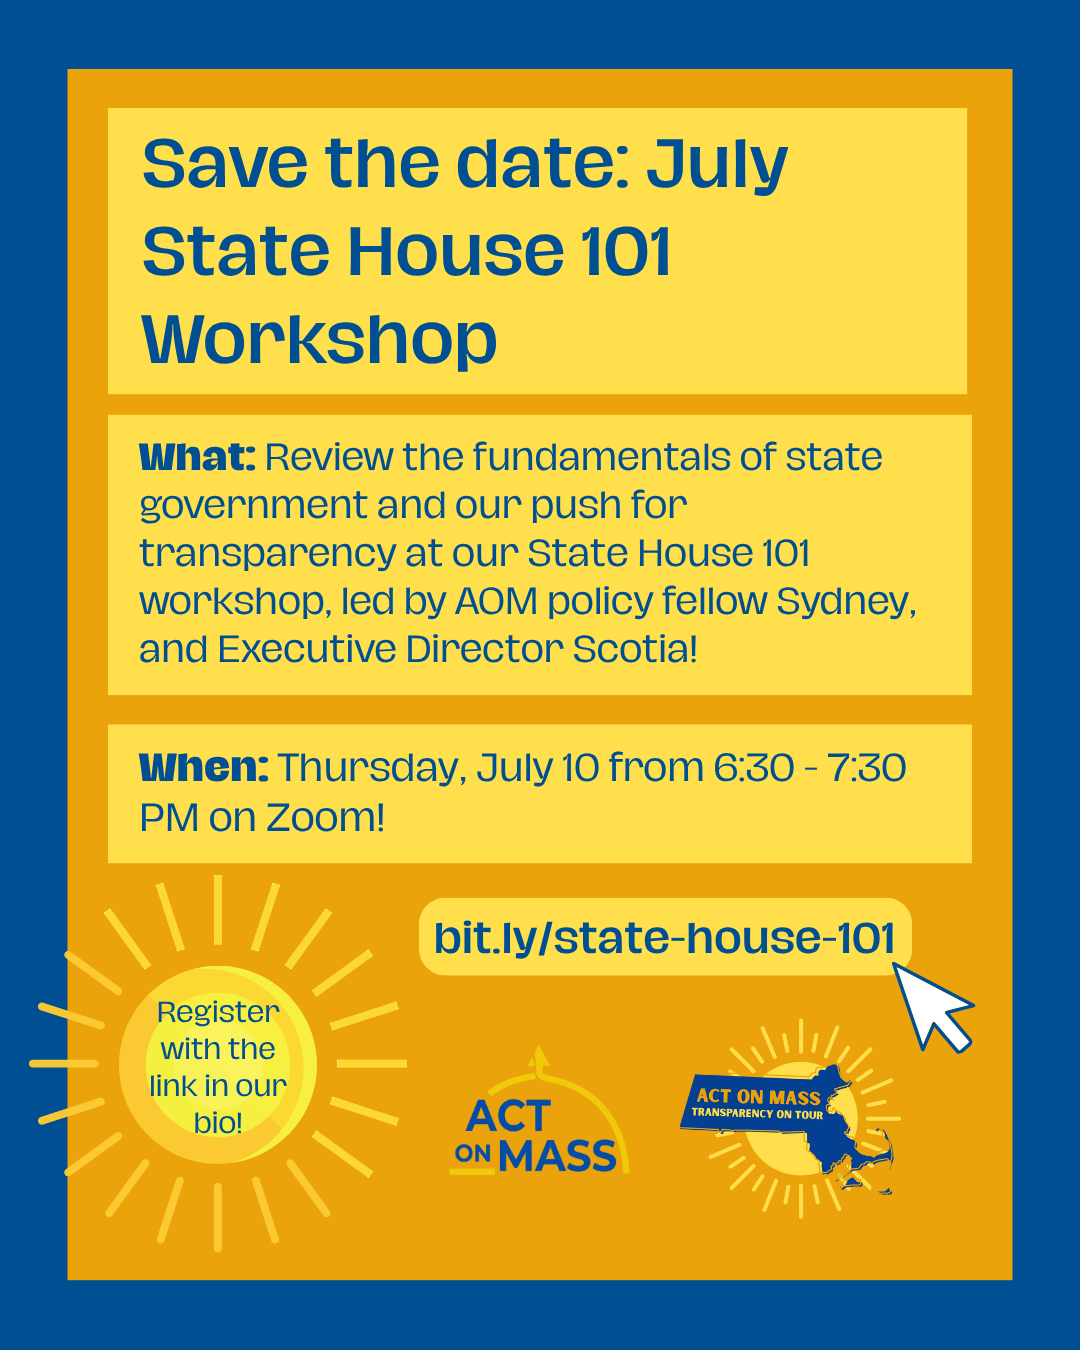 Save the date: July
State House 101
Workshop
What: Review the fundamentals of state
government and our push for
transparency at our State House 101
workshop, led by AOM policy fellow Sydney,
and Executive Director Scotia!
When: Thursday, July 10 from 6:30 - 7:30
PM on Zoom!
bit.ly/state-house-101
Register
with the
link in our
bio!
ACT
ON MASS
ACT ON MASS
TRANSPARENCY ON TOUR